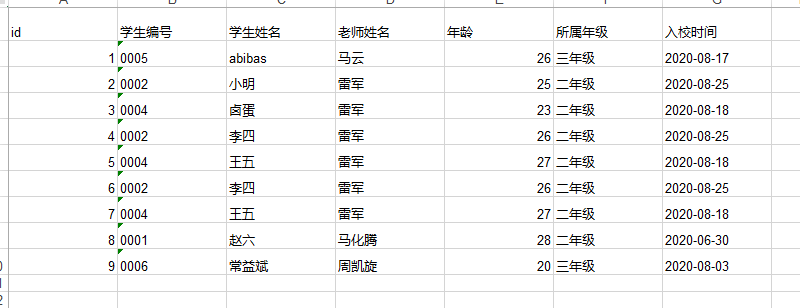 A B C D E F G
id 学生编号 学生姓名 老师姓名 年龄 所属年级 入校时间
1 0005 abibas 马云 26 三年级 2020-08-17
2 0002 小明 雷军 25 二年级 2020-08-25
3 0004 卤蛋 雷军 23 二年级 2020-08-18
4 0002 李四 雷军 26 二年级 2020-08-25
5 0004 王五 雷军 27 二年级 2020-08-18
6 0002 李四 雷军 26 二年级 2020-08-25
7 0004 王五 雷军 27 二年级 2020-08-18
8 0001 赵六 马化腾 28 二年级 2020-06-30
9 0006 常益斌 周凯旋 20 三年级 2020-08-03